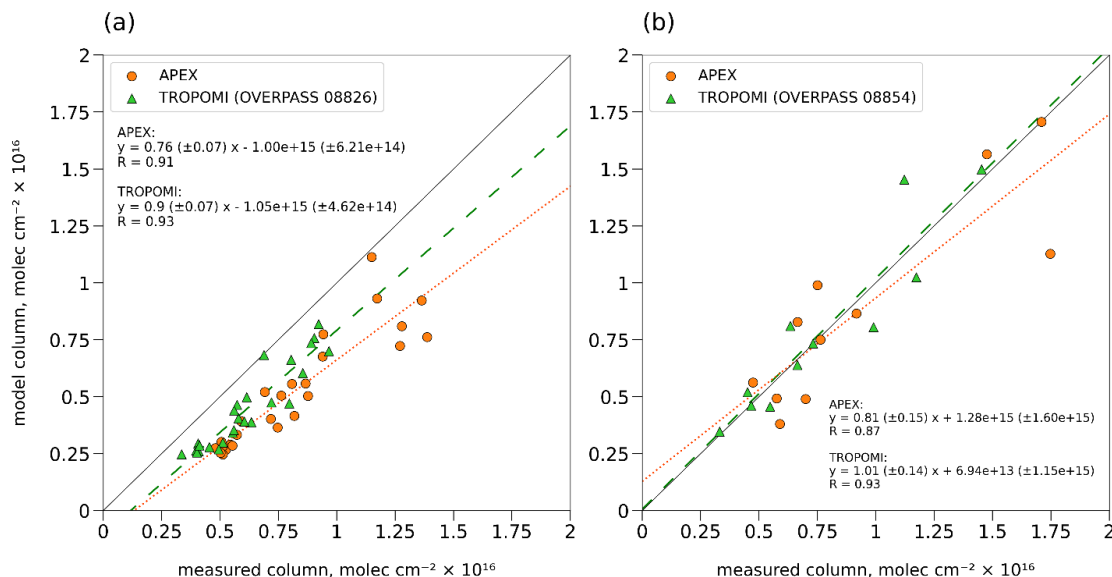 (a)
2
1.75
1.5
1.25
1
0.75
0.5
0.25
0
0
0.25
0.5
0.75
1
1.25
1.5
1.75
2
model column, molec cm⁻² × 10¹⁶
measured column, molec cm⁻² × 10¹⁶
APEX
TROPOMI (OVERPASS 08826)
APEX:
y = 0.76 (±0.07) x - 1.00e+15 (±6.21e+14)
R = 0.91
TROPOMI:
y = 0.9 (±0.07) x - 1.05e+15 (±4.62e+14)
R = 0.93
(b)
2
1.75
1.5
1.25
1
0.75
0.5
0.25
0
0
0.25
0.5
0.75
1
1.25
1.5
1.75
2
measured column, molec cm⁻² × 10¹⁶
APEX
TROPOMI (OVERPASS 08854)
APEX:
y = 0.81 (±0.15) x + 1.28e+15 (±1.60e+15)
R = 0.87
TROPOMI:
y = 1.01 (±0.14) x + 6.94e+13 (±1.15e+15)
R = 0.93